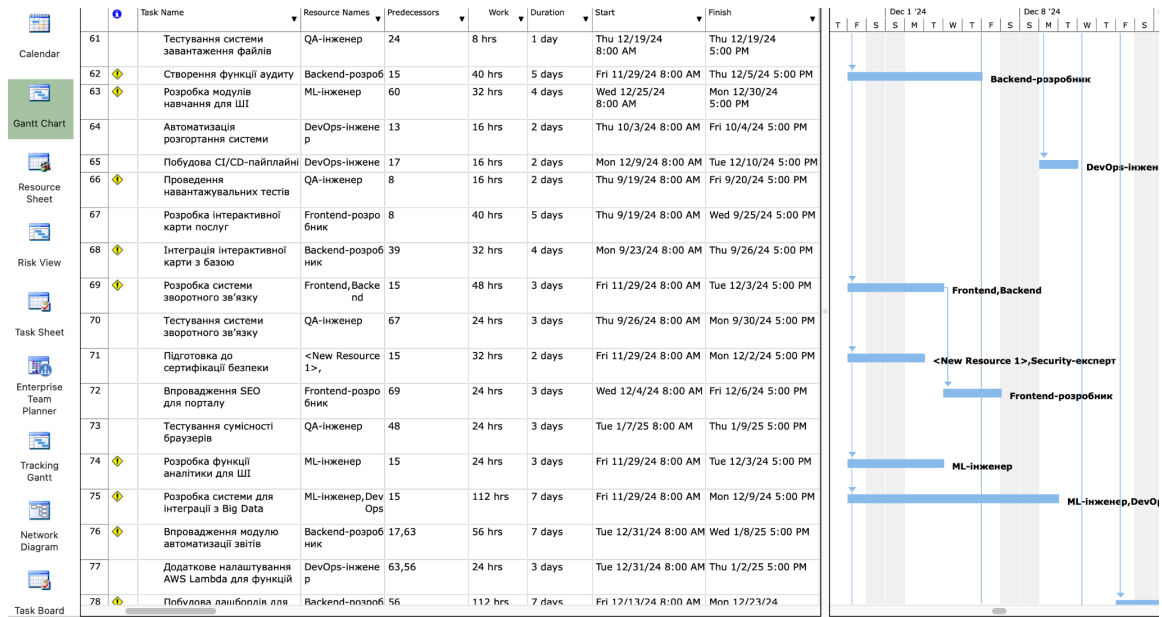 Task Name Resource Names Predecessors Work Duration Start Finish
Dec 1 '24 Dec 8 '24
T F S S M T W T F S S M T W T F S
61 Тестування системи QA-інженер 24 8 hrs 1 day Thu 12/19/24 Thu 12/19/24
завантаження файлів 8:00 AM 5:00 PM
62 Створення функції аудиту Backend-розроб 15 40 hrs 5 days Fri 11/29/24 8:00 AM Thu 12/5/24 5:00 PM Backend-розробник
63 Розробка модулів ML-інженер 60 32 hrs 4 days Wed 12/25/24 Mon 12/30/24
навчання для ШІ 8:00 AM 5:00 PM
64 Автоматизація DevOps-інжене 13 16 hrs 2 days Thu 10/3/24 8:00 AM Fri 10/4/24 5:00 PM
розгортання системи р
65 Побудова CI/CD-пайплайні DevOps-інжене 17 16 hrs 2 days Mon 12/9/24 8:00 AM Tue 12/10/24 5:00 PM DevOps-інжен
66 Проведення QA-інженер 8 16 hrs 2 days Thu 9/19/24 8:00 AM Fri 9/20/24 5:00 PM
навантажувальних тестів
67 Розробка інтерактивної Frontend-розро 8 40 hrs 5 days Thu 9/19/24 8:00 AM Wed 9/25/24 5:00 PM
карти послуг бник
68 Інтеграція інтерактивної Backend-розроб 39 32 hrs 4 days Mon 9/23/24 8:00 AM Thu 9/26/24 5:00 PM
карти з базою ник
69 Розробка системи Frontend,Backe 15 48 hrs 3 days Fri 11/29/24 8:00 AM Tue 12/3/24 5:00 PM Frontend,Backend
зворотного зв’язку nd
70 Тестування системи QA-інженер 67 24 hrs 3 days Thu 9/26/24 8:00 AM Mon 9/30/24 5:00 PM
зворотного зв’язку
71 Підготовка до <New Resource 15 32 hrs 2 days Fri 11/29/24 8:00 AM Mon 12/2/24 5:00 PM <New Resource 1>,Security-експерт
сертифікації безпеки 1>,
72 Впровадження SEO Frontend-розро 69 24 hrs 3 days Wed 12/4/24 8:00 AM Fri 12/6/24 5:00 PM Frontend-розробник
для порталу бник
73 Тестування сумісності QA-інженер 48 24 hrs 3 days Tue 1/7/25 8:00 AM Thu 1/9/25 5:00 PM
браузерів
74 Розробка функції ML-інженер 15 24 hrs 3 days Fri 11/29/24 8:00 AM Tue 12/3/24 5:00 PM ML-інженер
аналітики для ШІ
75 Розробка системи для ML-інженер,Dev 15 112 hrs 7 days Fri 11/29/24 8:00 AM Mon 12/9/24 5:00 PM ML-інженер,DevOp
інтеграції з Big Data Ops
76 Впровадження модулю Backend-розроб 17,63 56 hrs 7 days Tue 12/31/24 8:00 AM Wed 1/8/25 5:00 PM
автоматизації звітів ник
77 Додаткове налаштування DevOps-інжене 63,56 24 hrs 3 days Tue 12/31/24 8:00 AM Thu 1/2/25 5:00 PM
AWS Lambda для функцій р
78 Побудова дашбордів для Backend-розроб 56 112 hrs 7 days Fri 12/13/24 8:00 AM Mon 12/23/24
Calendar
Gantt Chart
Resource
Sheet
Risk View
Task Sheet
Enterprise
Team
Planner
Tracking
Gantt
Network
Diagram
Task Board